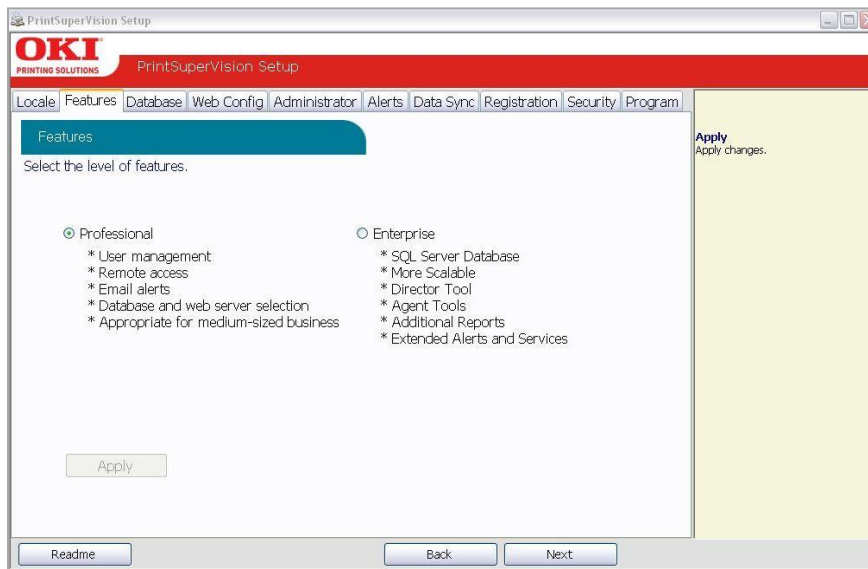 PrintSuperVision Setup
OKI
PRINTING SOLUTIONS
PrintSuperVision Setup
Locale Features Database Web Config Administrator Alerts Data Sync Registration Security Program
Features
Select the level of features.
Professional
* User management
* Remote access
* Email alerts
* Database and web server selection
* Appropriate for medium-sized business
Enterprise
* SQL Server Database
* More Scalable
* Director Tool
* Agent Tools
* Additional Reports
* Extended Alerts and Services
Apply
Apply
Apply changes.
Readme
Back
Next